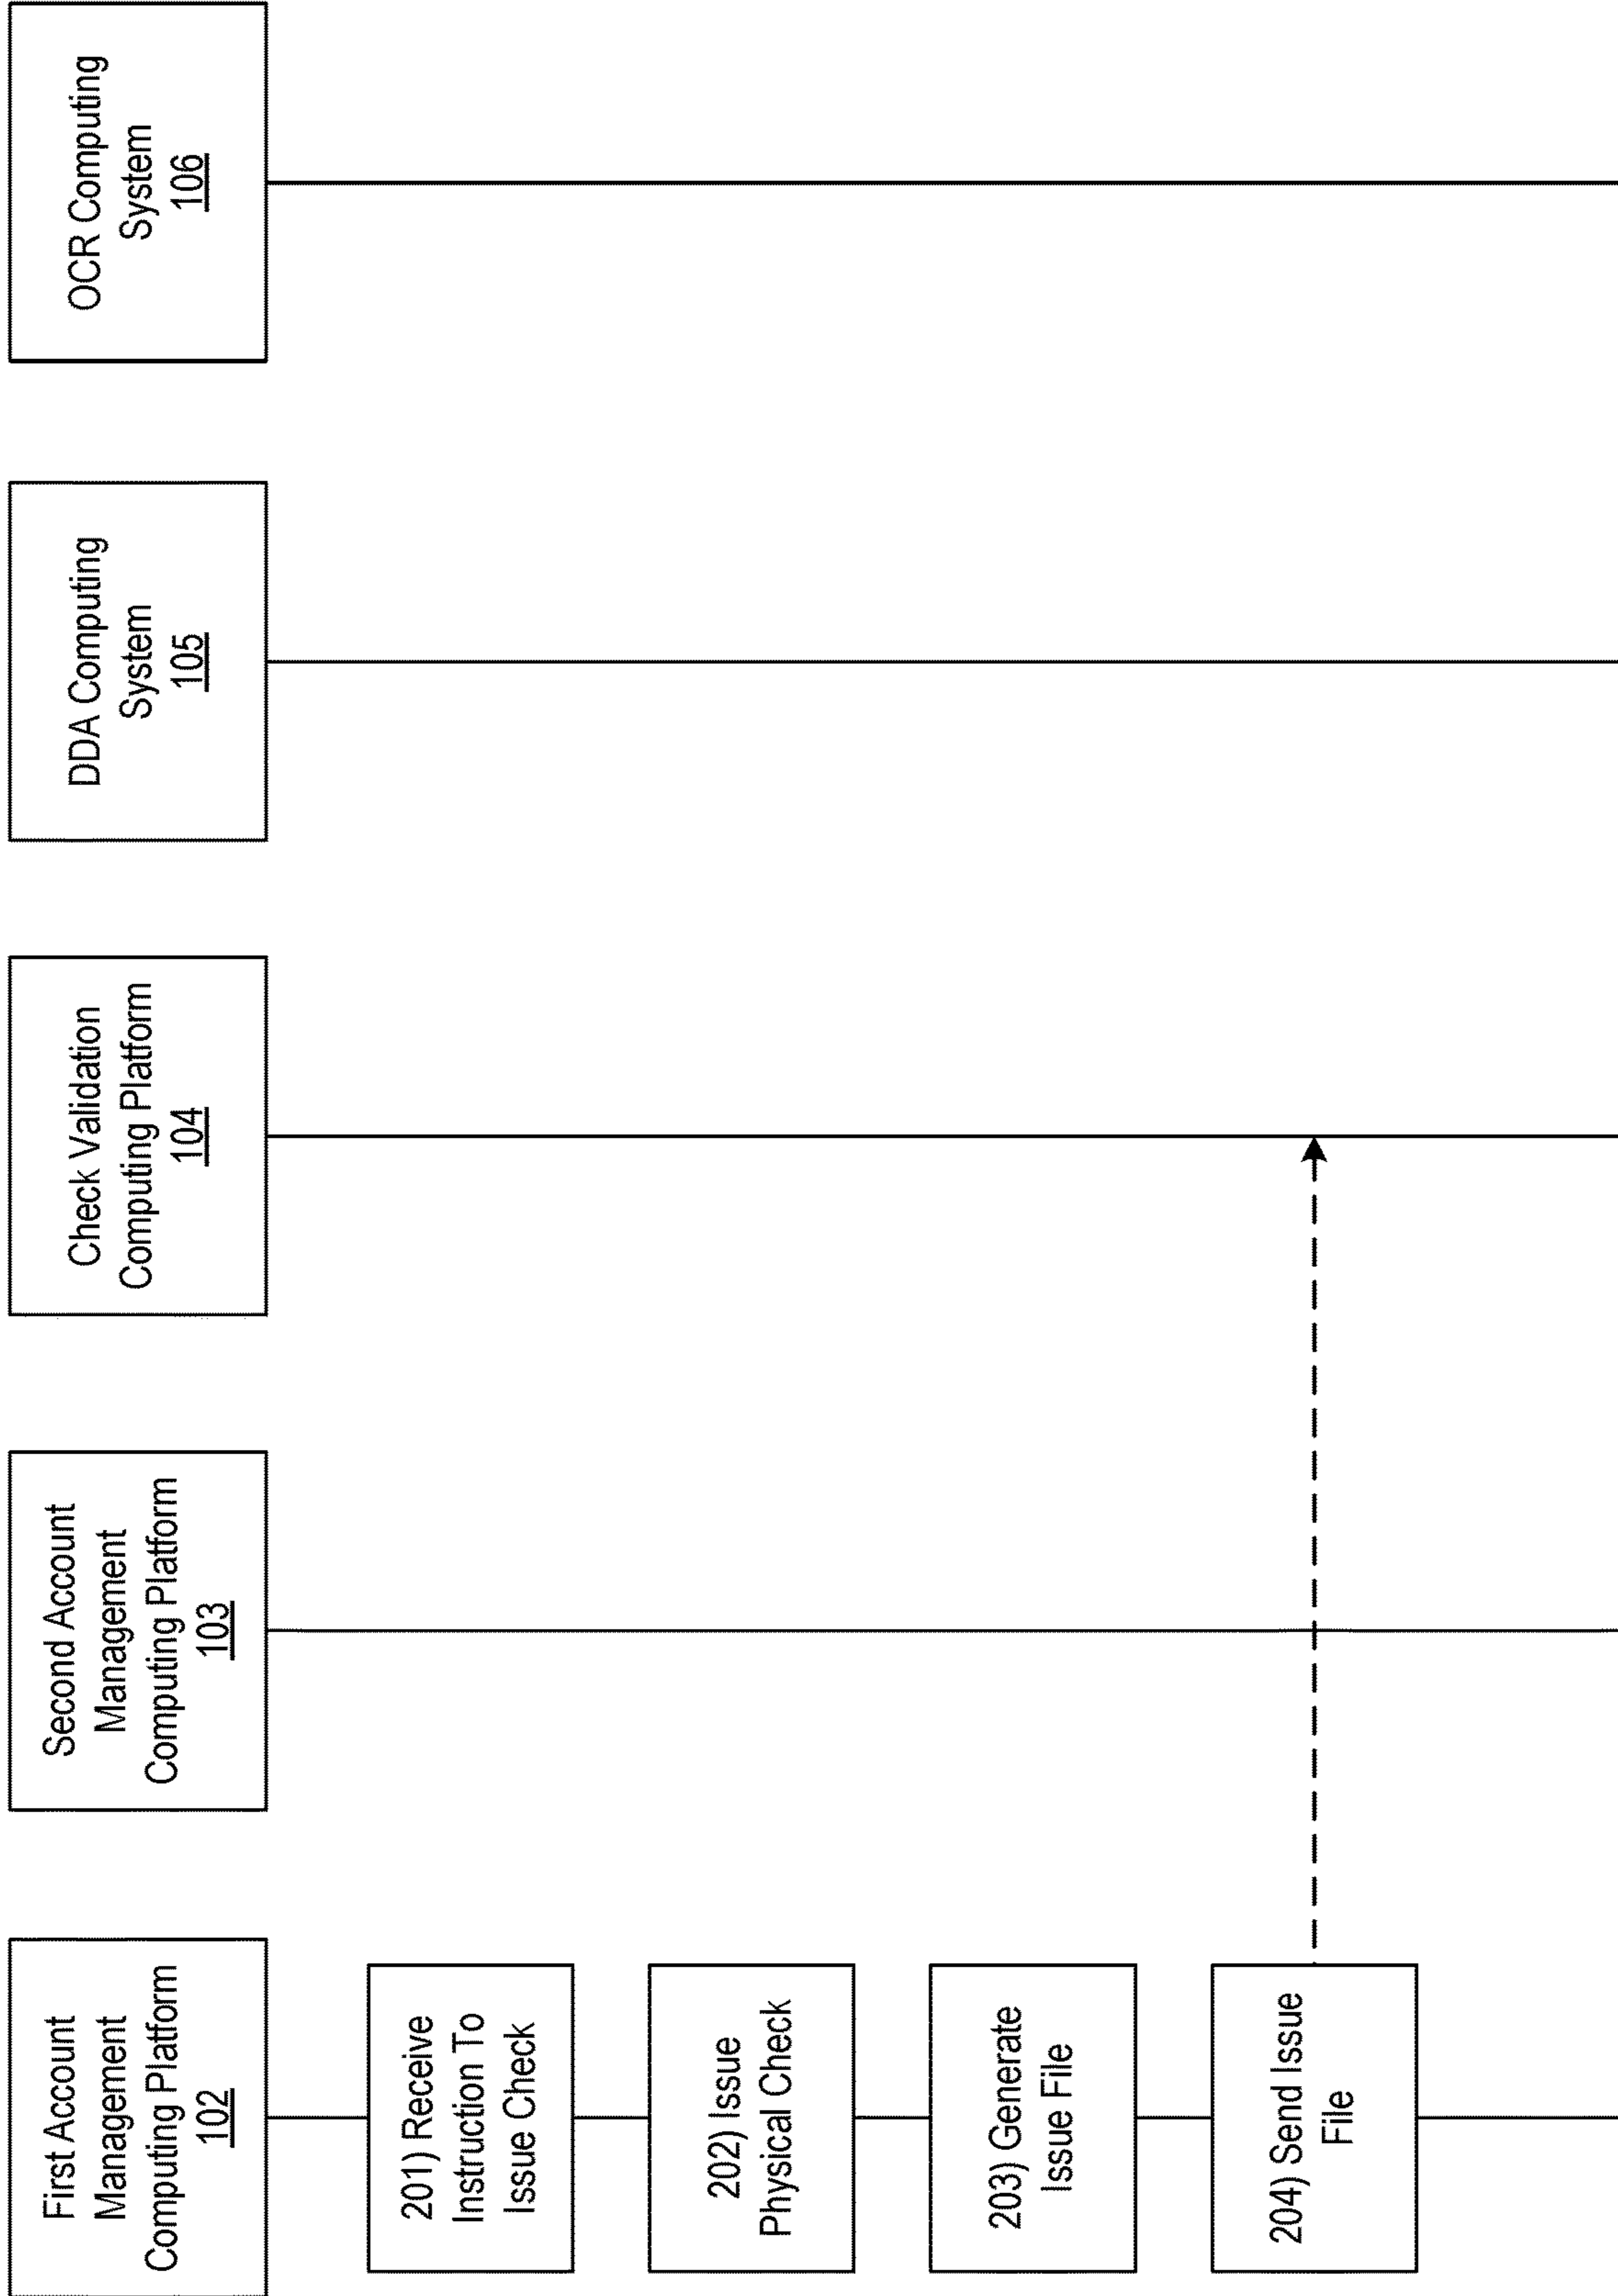 First Account
Management
Computing Platform
102
Second Account
Management
Computing Platform
103
Check Validation
Computing Platform
104
DDA Computing
System
105
OCR Computing
System
106
201) Receive
Instruction To
Issue Check
202) Issue
Physical Check
203) Generate
Issue File
204) Send Issue
File